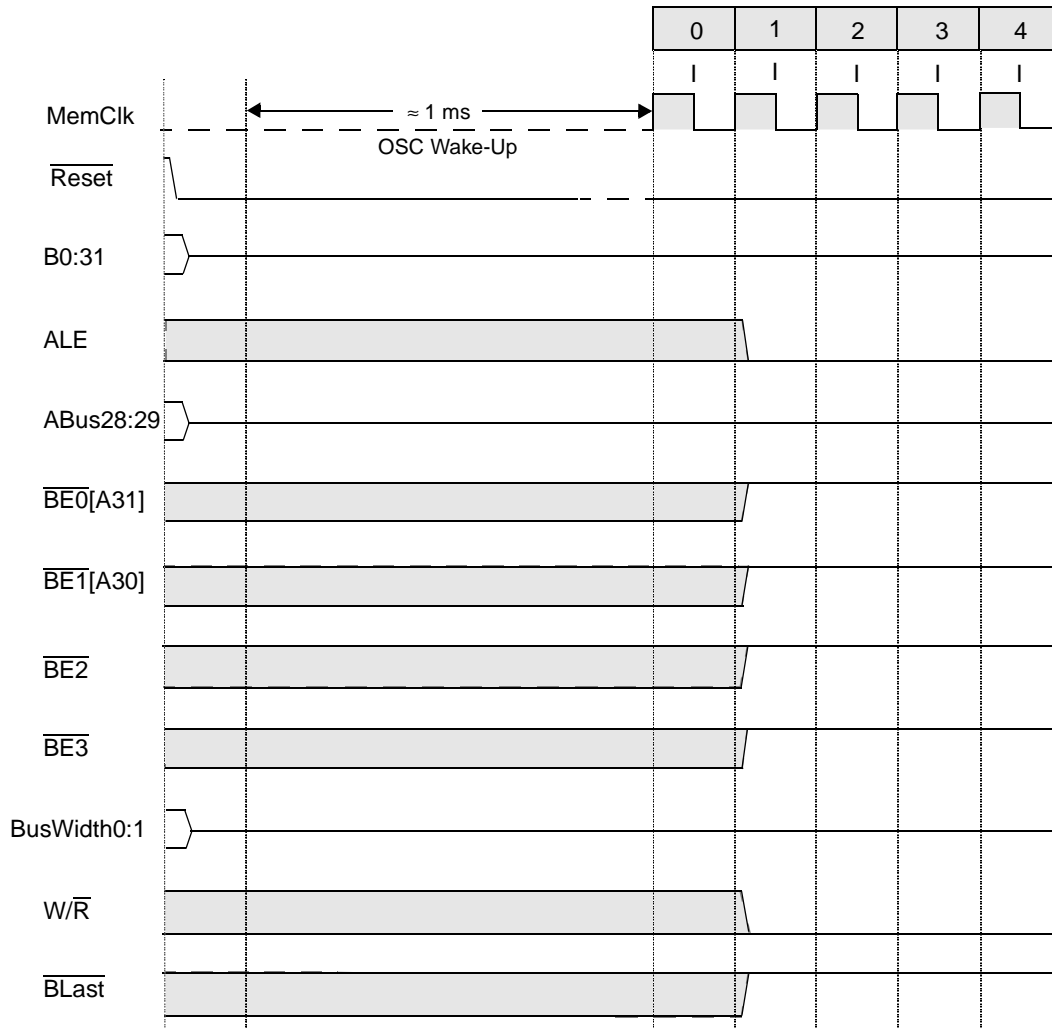 0 1 2 3 4
I I I I I
MemClk
≈ 1 ms
OSC Wake-Up
Reset
B0:31
ALE
ABus28:29
BE0[A31]
BE1[A30]
BE2
BE3
BusWidth0:1
W/R
BLast